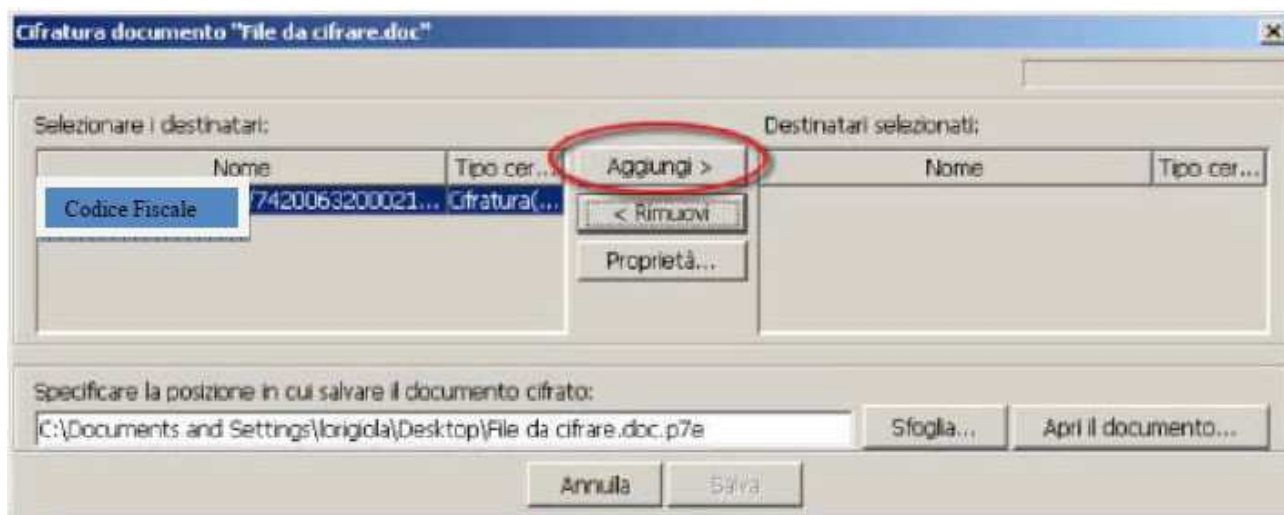 Cifratura documento "File da cifrare.doc"
Selezionare i destinatari:
Destinatari selezionati:
Nome
Tipo cer...
Aggiungi >
Nome
Tipo cer...
Codice Fiscale
7420063200021... Cifratura(...
< Rimuovi
Proprietà...
Specificare la posizione in cui salvare il documento cifrato:
C:\Documents and Settings\lorigiola\Desktop\File da cifrare.doc.p7e
Sfoglia...
Apri il documento...
Annulla
Salva